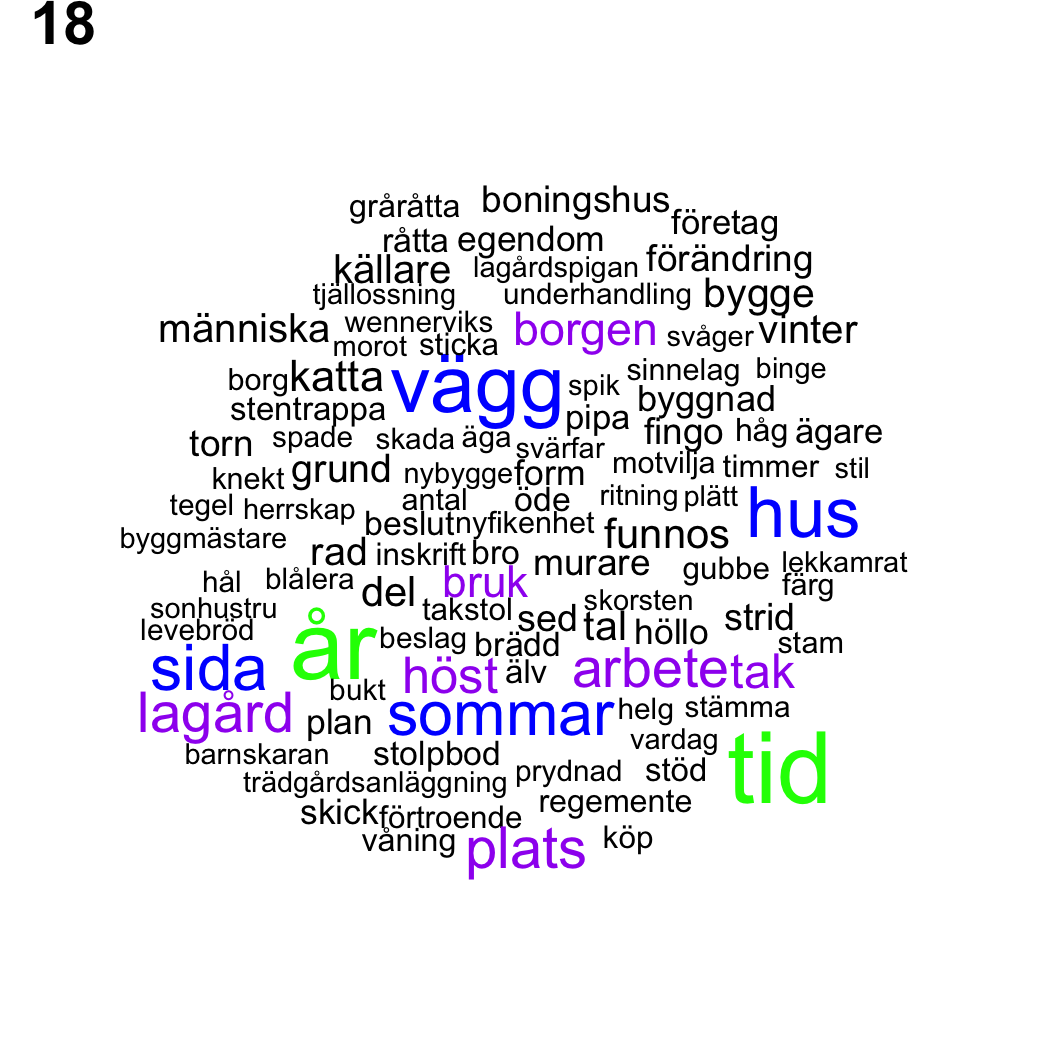 18
gråråtta boningshus
företag
råtta egendom
källare lagårdspigan förändring
tjällossning underhandling bygge
människa wennerviks borgen svåger vinter
morot sticka
borg katta vägg spik sinnelag binge
stentrappa pipa byggnad
torn spade skada äga svärfar fingo håg ägare
knekt grund nybygge form motvilja timmer stil
tegel herrskap antal öde ritning plätt hus
byggmästare beslut nyfikenhet funnos
rad inskrift bro murare gubbe lekkamrat
hål blålera del bruk färg
sonhustru takstol sed skorsten strid
levebröd år beslag brädd tal höllo stam
sida bukt höst älv arbete tak
lagård plan sommar helg stämma
barnskaran stolpbod vardag tid
trädgårdsanläggning prydnad stöd
skick förtroende regemente
våning plats köp